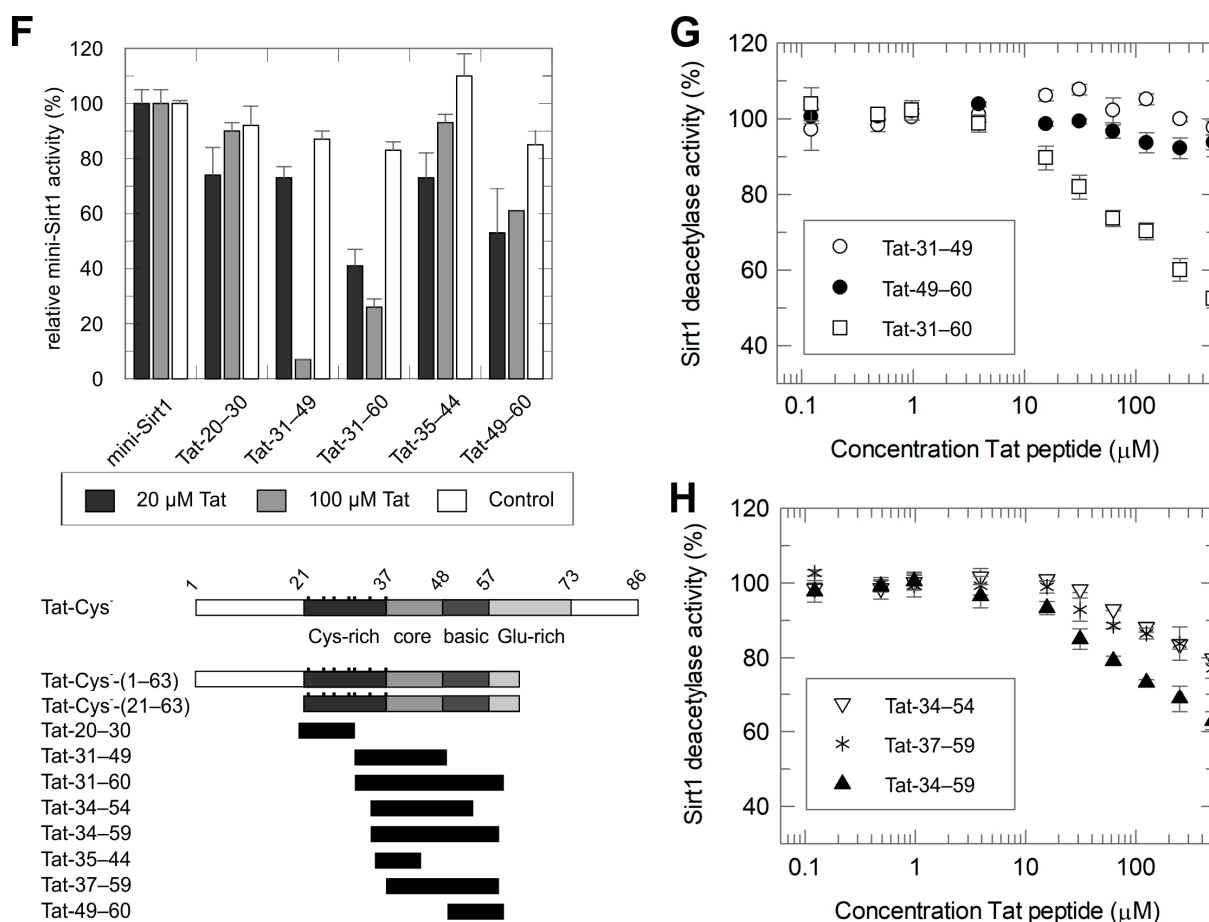 F
relative mini-Sirt1 activity (%)
120
100
80
60
40
20
0
mini-Sirt1
Tat-20–30
Tat-31–49
Tat-31–60
Tat-35–44
Tat-49–60
20 µM Tat
100 µM Tat
Control
1
21
37
48
57
73
86
Tat-Cys⁻
Cys-rich
core
basic
Glu-rich
Tat-Cys⁻-(1–63)
Tat-Cys⁻-(21–63)
Tat-20–30
Tat-31–49
Tat-31–60
Tat-34–54
Tat-34–59
Tat-35–44
Tat-37–59
Tat-49–60
G
Sirt1 deacetylase activity (%)
120
100
80
60
40
Tat-31–49
Tat-49–60
Tat-31–60
0.1
1
10
100
Concentration Tat peptide (µM)
H
Sirt1 deacetylase activity (%)
120
100
80
60
40
Tat-34–54
Tat-37–59
Tat-34–59
0.1
1
10
100
Concentration Tat peptide (µM)